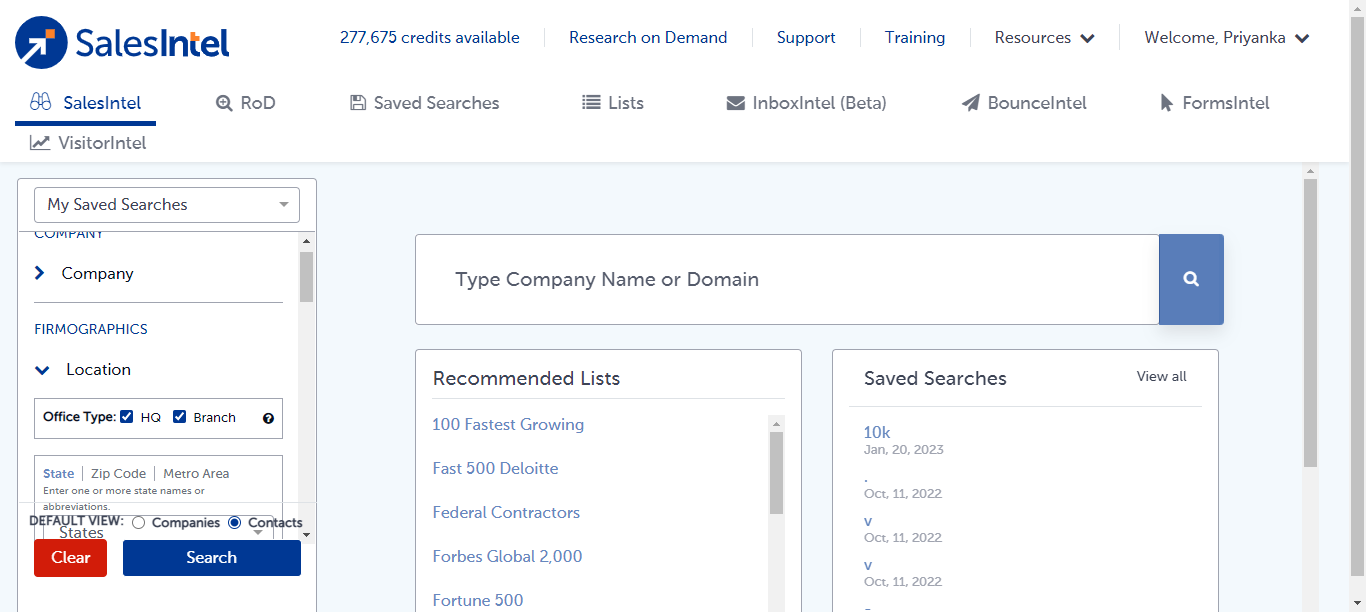 SalesIntel
277,675 credits available
Research on Demand
Support
Training
Resources
Welcome, Priyanka
SalesIntel
RoD
Saved Searches
Lists
InboxIntel (Beta)
BounceIntel
FormsIntel
VisitorIntel
My Saved Searches
COMPANY
Company
FIRMOGRAPHICS
Location
Office Type: HQ Branch
State | Zip Code | Metro Area
Enter one or more state names or
abbreviations.
States
DEFAULT VIEW: Companies Contacts
Clear
Search
Type Company Name or Domain
Recommended Lists
100 Fastest Growing
Fast 500 Deloitte
Federal Contractors
Forbes Global 2,000
Fortune 500
Saved Searches
View all
10k
Jan, 20, 2023
.
Oct, 11, 2022
v
Oct, 11, 2022
v
Oct, 11, 2022